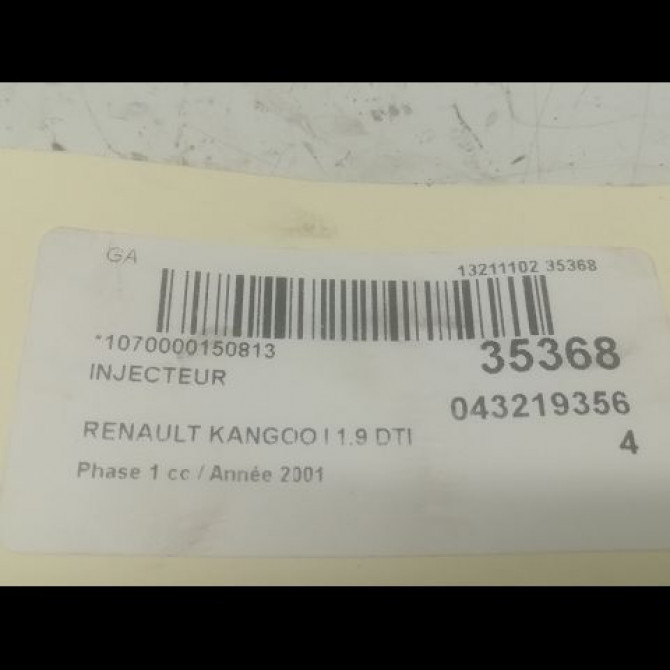 GA
13211102 35368
*1070000150813
35368
INJECTEUR
043219356
4
RENAULT KANGOO I 1.9 DTI
Phase 1 cc / Année 2001